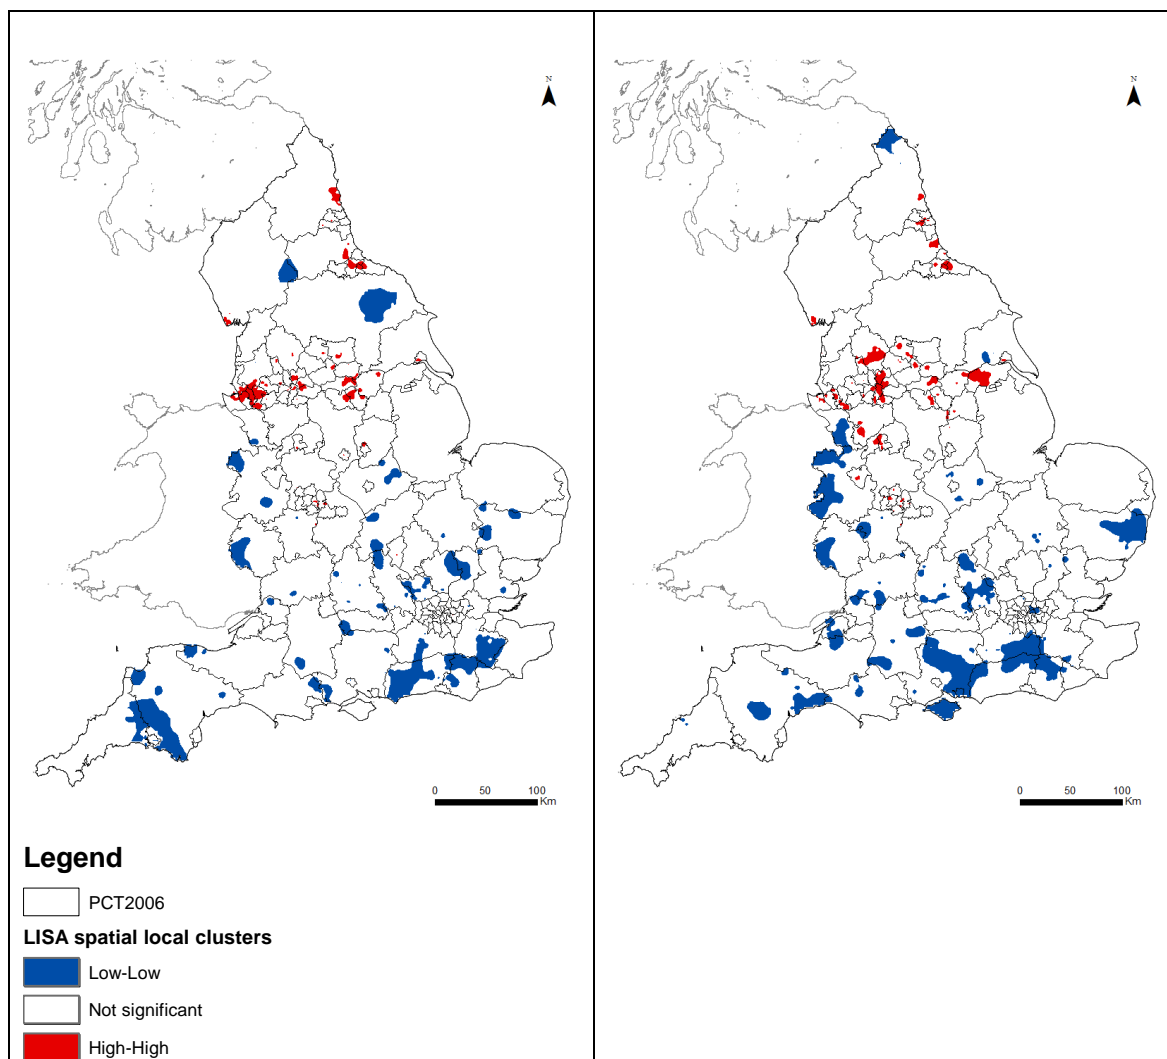 N
N
0 50 100
Km
0 50 100
Km
Legend
PCT2006
LISA spatial local clusters
Low-Low
Not significant
High-High